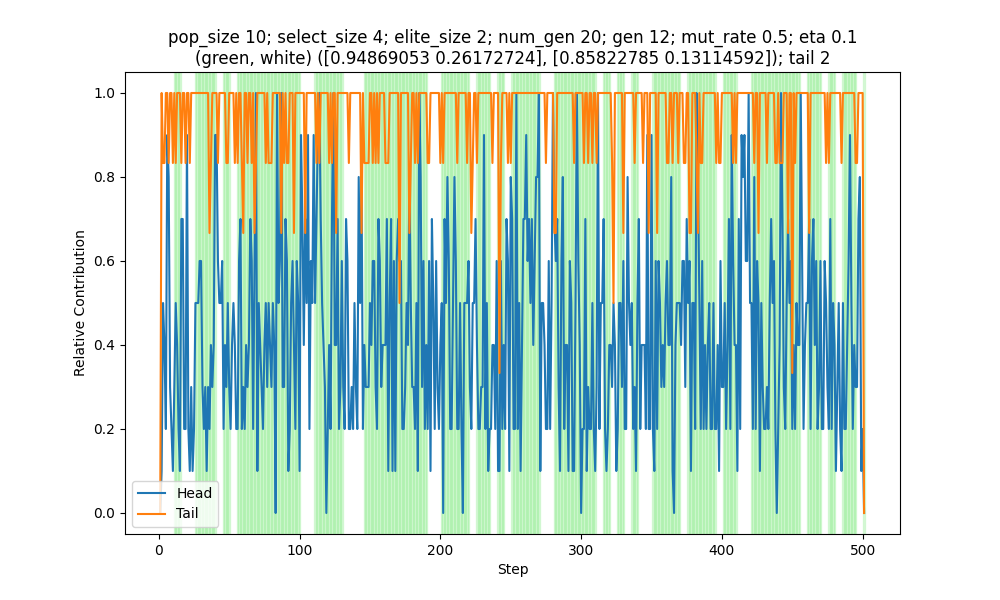 pop_size 10; select_size 4; elite_size 2; num_gen 20; gen 12; mut_rate 0.5; eta 0.1
(green, white) ([0.94869053 0.26172724], [0.85822785 0.13114592]); tail 2
1.0
0.8
0.6
0.4
0.2
0.0
Relative Contribution
Head
Tail
0 100 200 300 400 500
Step